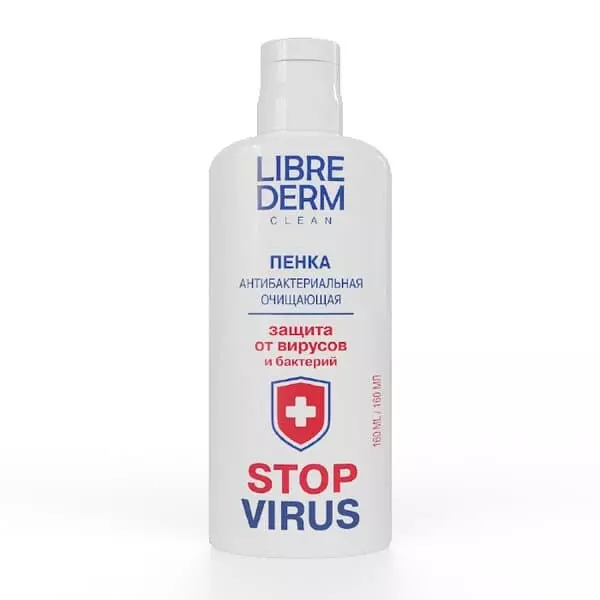 LIBRE
DERM
CLEAN
ПЕНКА
АНТИБАКТЕРИАЛЬНАЯ
ОЧИЩАЮЩАЯ
защита
от вирусов
и бактерий
160 ML / 160 МЛ
STOP
VIRUS